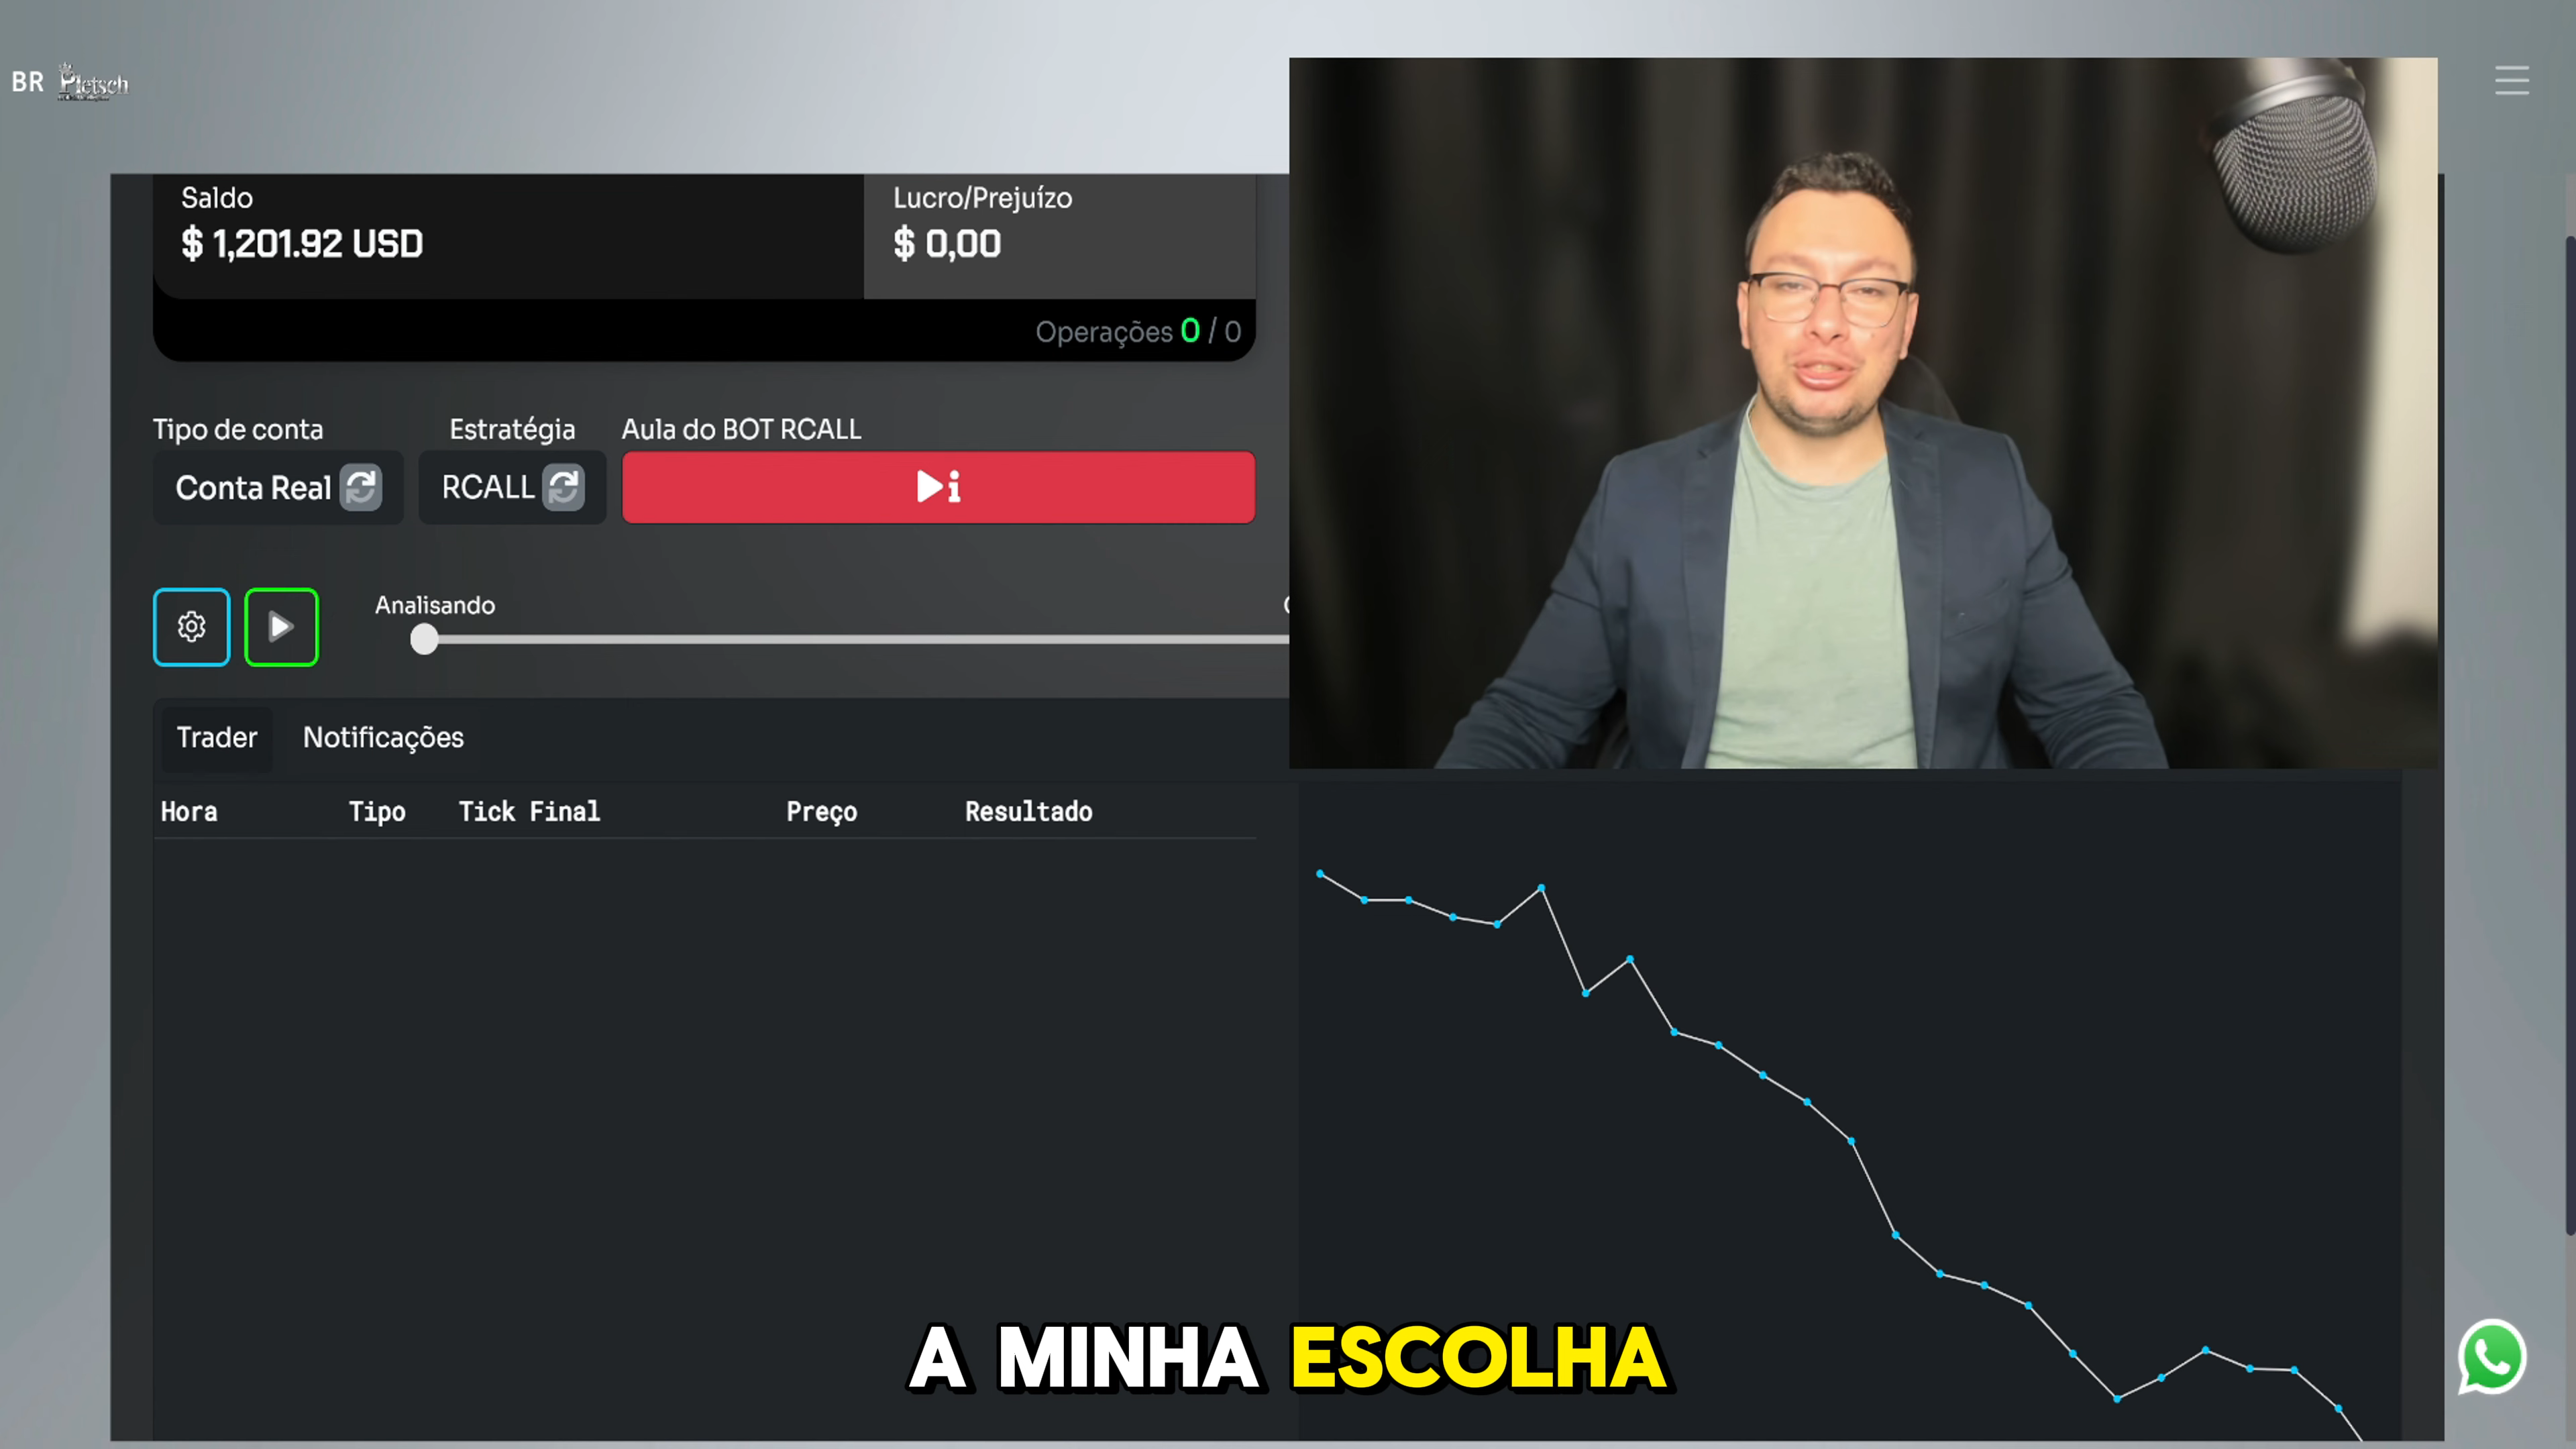 BR Pletsch
Saldo
$ 1,201.92 USD
Lucro/Prejuízo
$ 0,00
Operações 0 / 0
Tipo de conta
Estratégia
Aula do BOT RCALL
Conta Real
RCALL
Analisando
Trader
Notificações
Hora Tipo Tick Final Preço Resultado
A MINHA ESCOLHA